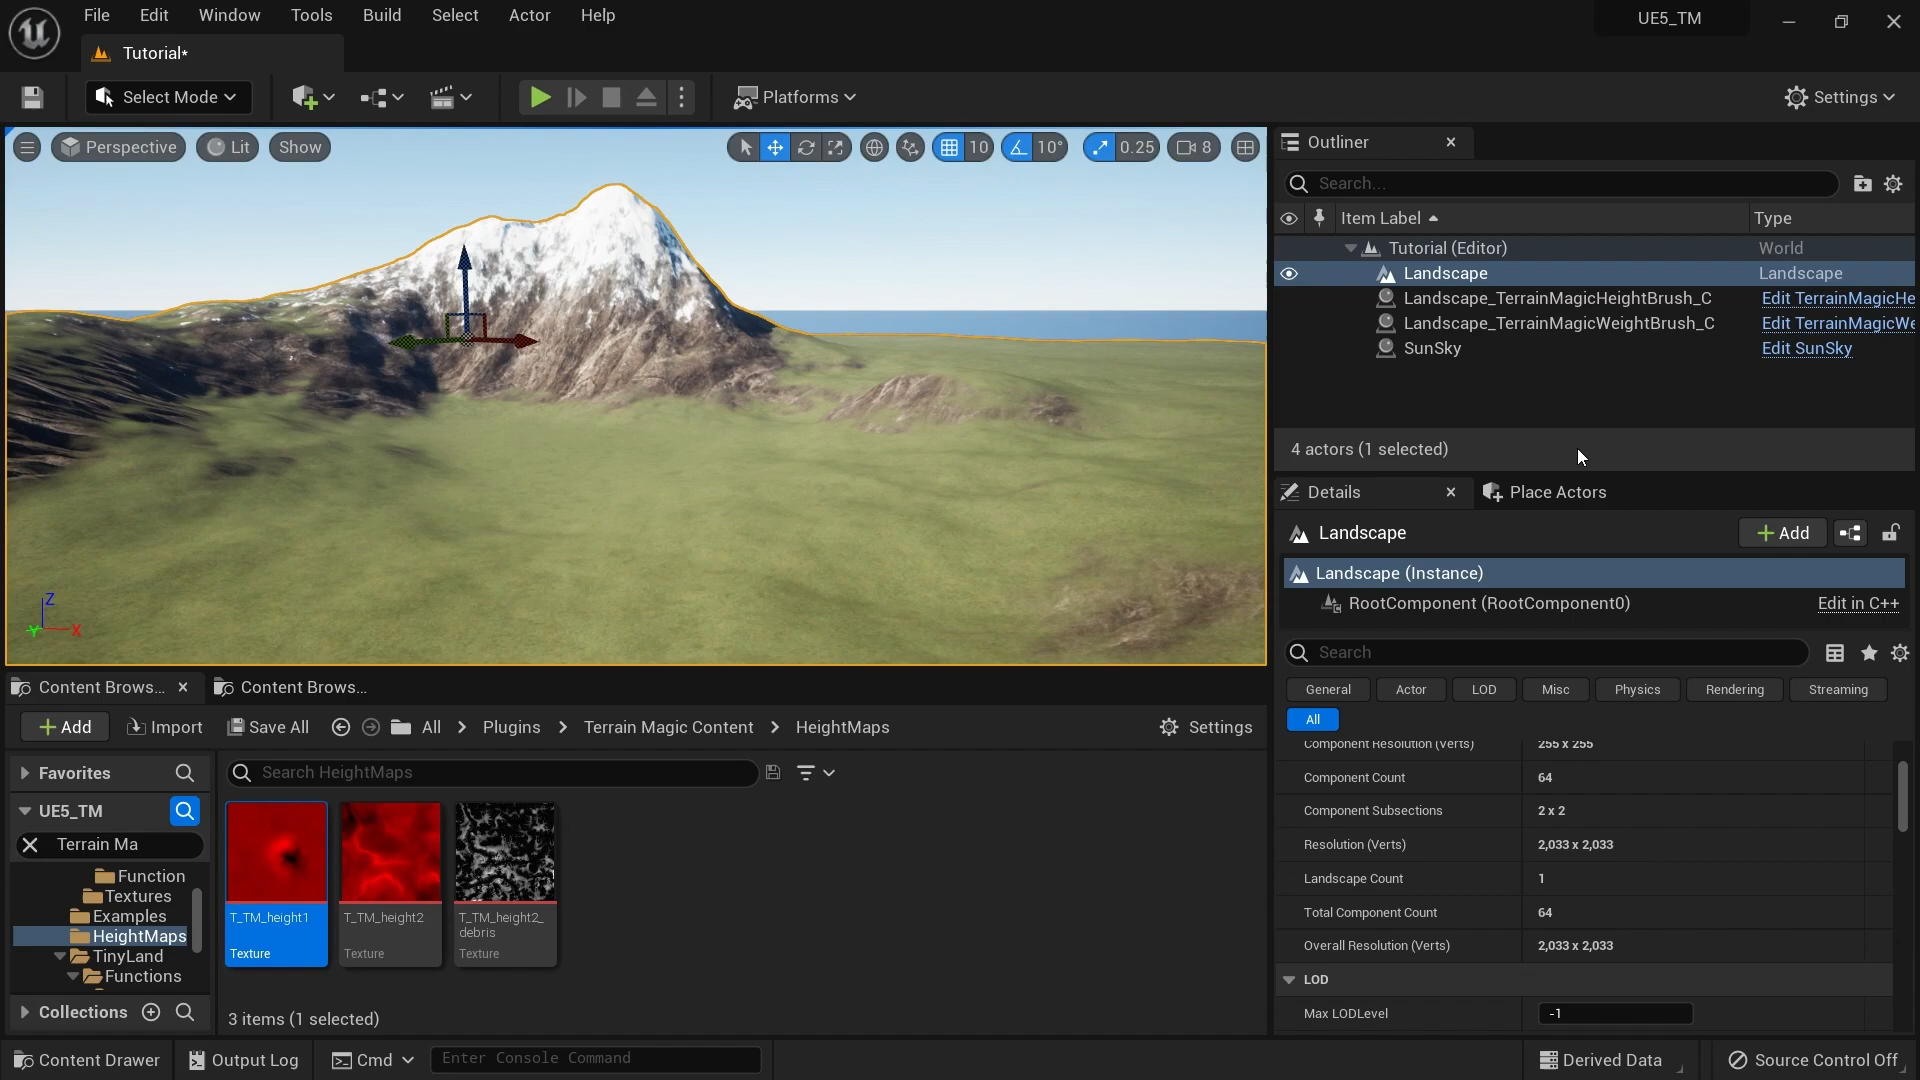 File Edit Window Tools Build Select Actor Help
UE5_TM
Tutorial*
Select Mode
Platforms
Settings
Perspective Lit Show
10 10° 0.25 8
Outliner
Search...
Item Label Type
Tutorial (Editor) World
Landscape Landscape
Landscape_TerrainMagicHeightBrush_C Edit TerrainMagicHe
Landscape_TerrainMagicWeightBrush_C Edit TerrainMagicWe
SunSky Edit SunSky
4 actors (1 selected)
Details Place Actors
Landscape
Add
Landscape (Instance)
RootComponent (RootComponent0) Edit in C++
Search
General Actor LOD Misc Physics Rendering Streaming
All
Component Resolution (Verts) 255 x 255
Component Count 64
Component Subsections 2 x 2
Resolution (Verts) 2,033 x 2,033
Landscape Count 1
Total Component Count 64
Overall Resolution (Verts) 2,033 x 2,033
LOD
Max LODLevel -1
Z
Y X
Content Brows... Content Brows...
Add Import Save All All Plugins Terrain Magic Content HeightMaps Settings
Favorites
Search HeightMaps
UE5_TM
Terrain Ma
Function
Textures
Examples
HeightMaps
TinyLand
Functions
Collections
T_TM_height1
Texture
T_TM_height2
Texture
T_TM_height2_
debris
Texture
3 items (1 selected)
Content Drawer Output Log Cmd Enter Console Command Derived Data Source Control Off